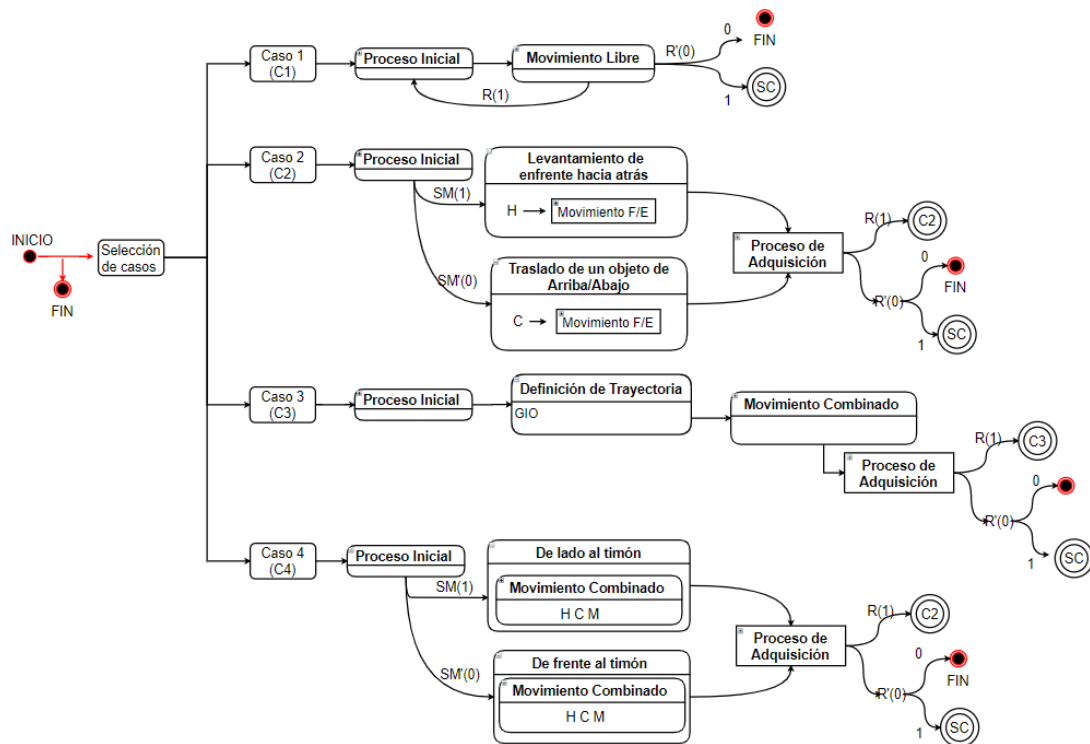 INICIO
FIN
Selección
de casos
Caso 1
(C1)
Proceso Inicial
Movimiento Libre
R(1)
R'(0)
0
FIN
1
SC
Caso 2
(C2)
Proceso Inicial
SM(1)
SM'(0)
Levantamiento de
enfrente hacia atrás
H
Movimiento F/E
Traslado de un objeto de
Arriba/Abajo
C
Movimiento F/E
Proceso de
Adquisición
R(1)
C2
R'(0)
0
FIN
1
SC
Caso 3
(C3)
Proceso Inicial
Definición de Trayectoria
GIO
Movimiento Combinado
Proceso de
Adquisición
R(1)
C3
R'(0)
0
1
SC
Caso 4
(C4)
Proceso Inicial
SM(1)
SM'(0)
De lado al timón
Movimiento Combinado
H C M
De frente al timón
Movimiento Combinado
H C M
Proceso de
Adquisición
R(1)
C2
R'(0)
0
FIN
1
SC